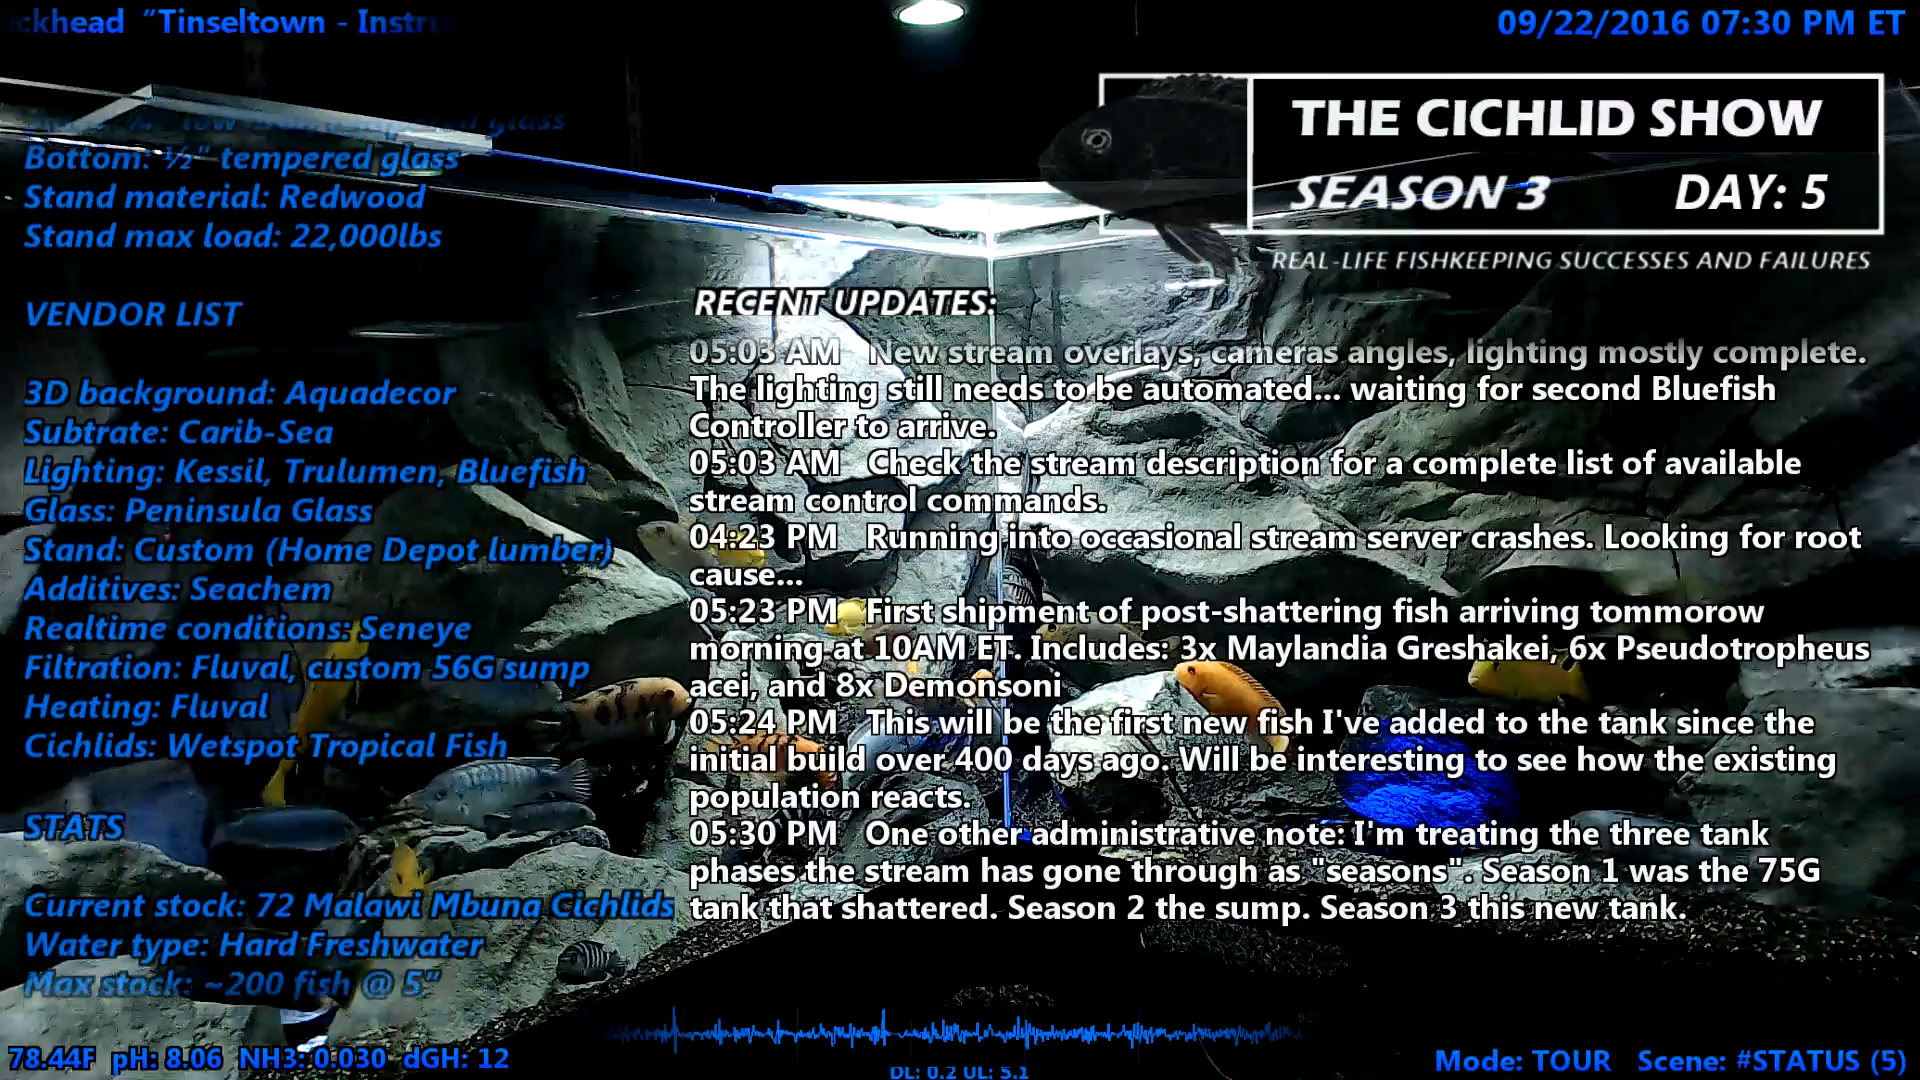 ckhead “Tinseltown - Instru
09/22/2016 07:30 PM ET
THE CICHLID SHOW
SEASON 3 DAY: 5
REAL-LIFE FISHKEEPING SUCCESSES AND FAILURES
glass
Bottom: ½” tempered glass
Stand material: Redwood
Stand max load: 22,000lbs
VENDOR LIST
3D background: Aquadecor
Subtrate: Carib-Sea
Lighting: Kessil, Trulumen, Bluefish
Glass: Peninsula Glass
Stand: Custom (Home Depot lumber)
Additives: Seachem
Realtime conditions: Seneye
Filtration: Fluval, custom 56G sump
Heating: Fluval
Cichlids: Wetspot Tropical Fish
STATS
Current stock: 72 Malawi Mbuna Cichlids
Water type: Hard Freshwater
Max stock: ~200 fish @ 5”
RECENT UPDATES:
05:03 AM New stream overlays, cameras angles, lighting mostly complete.
The lighting still needs to be automated... waiting for second Bluefish
Controller to arrive.
05:03 AM Check the stream description for a complete list of available
stream control commands.
04:23 PM Running into occasional stream server crashes. Looking for root
cause...
05:23 PM First shipment of post-shattering fish arriving tommorow
morning at 10AM ET. Includes: 3x Maylandia Greshakei, 6x Pseudotropheus
acei, and 8x Demonsoni
05:24 PM This will be the first new fish I've added to the tank since the
initial build over 400 days ago. Will be interesting to see how the existing
population reacts.
05:30 PM One other administrative note: I'm treating the three tank
phases the stream has gone through as "seasons". Season 1 was the 75G
tank that shattered. Season 2 the sump. Season 3 this new tank.
78.44F pH: 8.06 NH3: 0.030 dGH: 12
DL: 0.2 UL: 5.1
Mode: TOUR Scene: #STATUS (5)